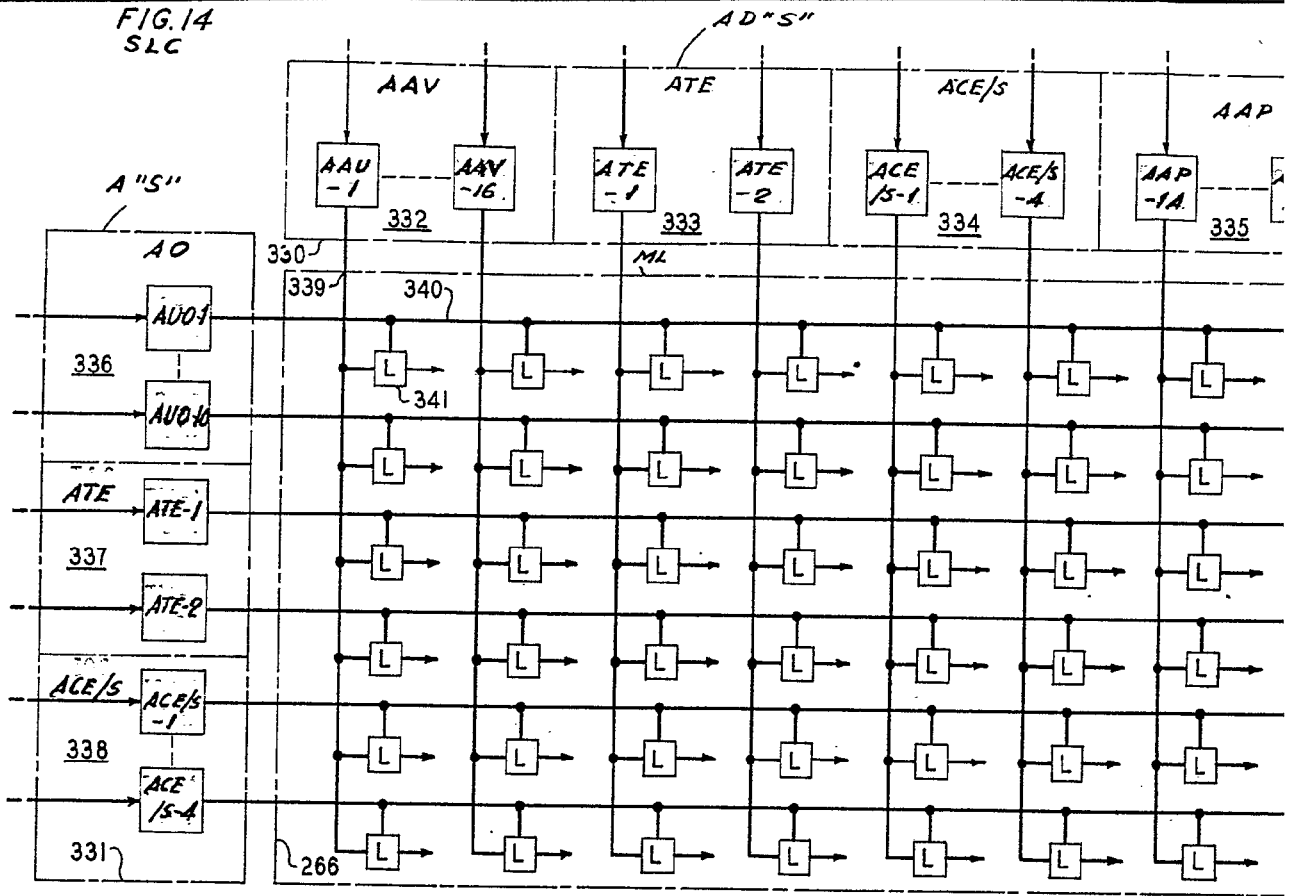 FIG. 14
SLC
AD "S"
AAV
ATE
ACE/S
AAP
AAU
-1
AAV
-16
ATE
-1
ATE
-2
ACE
/S-1
ACE/S
-4
AAP
-1A
332
333
334
335
330
A "S"
AO
ML
339
340
AUO-1
336
L L L L L L L
341
AUO-10
L L L L L L L
ATE
ATE-1
337
L L L L L L L
ATE-2
L L L L L L L
ACE/S
ACE/S
-1
338
L L L L L L L
ACE
/S-4
L L L L L L L
331
266